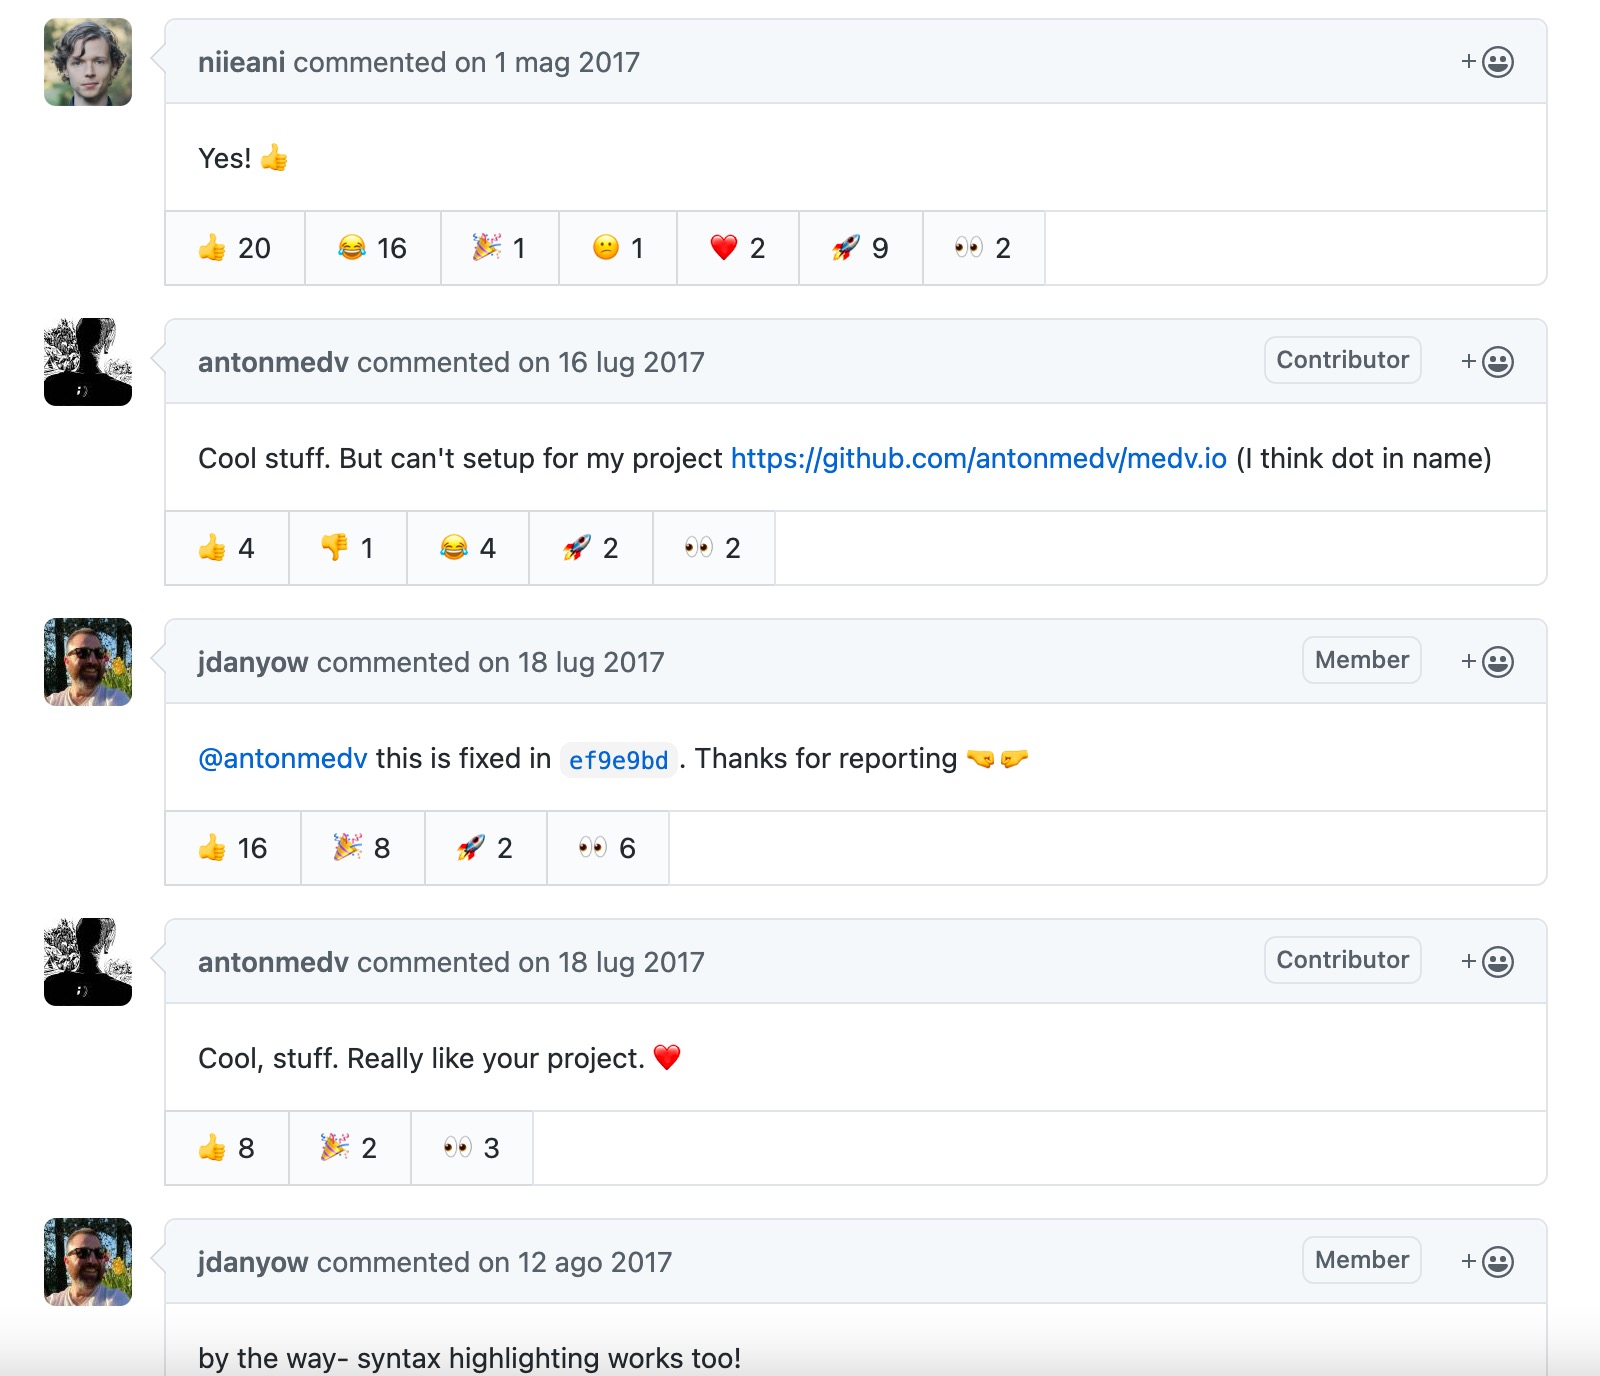 niieani commented on 1 mag 2017
Yes! 👍
👍 20 😂 16 🎉 1 😕 1 ❤️ 2 🚀 9 👀 2
antonmedv commented on 16 lug 2017 Contributor
Cool stuff. But can't setup for my project https://github.com/antonmedv/medv.io (I think dot in name)
👍 4 👎 1 😂 4 🚀 2 👀 2
jdanyow commented on 18 lug 2017 Member
@antonmedv this is fixed in ef9e9bd. Thanks for reporting 🤜🤛
👍 16 🎉 8 🚀 2 👀 6
antonmedv commented on 18 lug 2017 Contributor
Cool, stuff. Really like your project. ❤️
👍 8 🎉 2 👀 3
jdanyow commented on 12 ago 2017 Member
by the way- syntax highlighting works too!